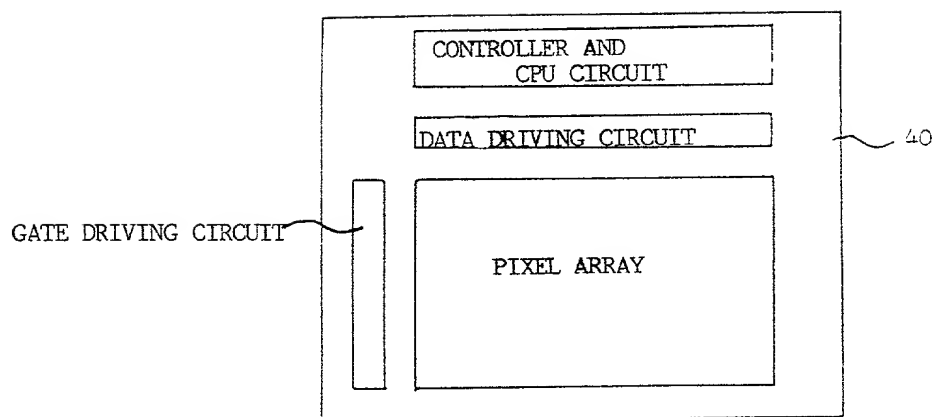 CONTROLLER AND
CPU CIRCUIT
DATA DRIVING CIRCUIT
40
GATE DRIVING CIRCUIT
PIXEL ARRAY